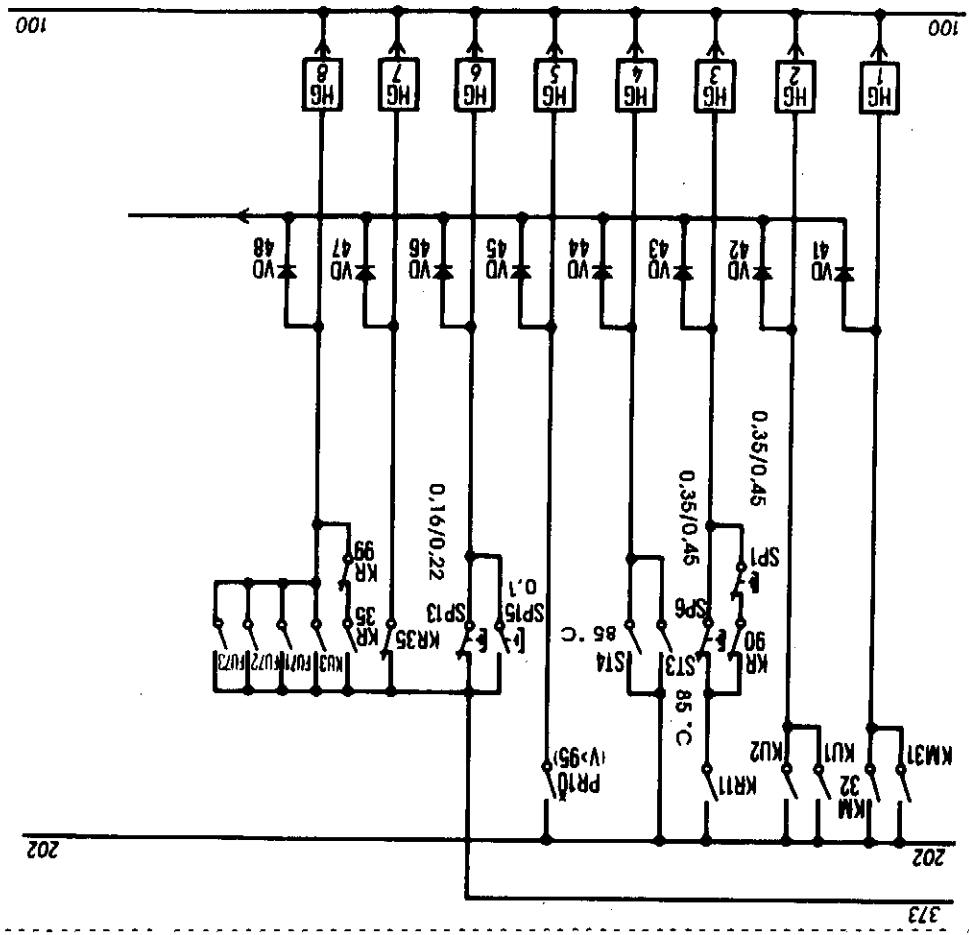 373
202
202
KM31
KM
32
KU1
KU2
KR11
PR10
(V>95)
85 °C
KR
90
SP6
ST3
ST4
85 °C
SP15
0,1
SP13
KR35
KR
35
KU3
FU71
FU72
FU73
SP1
KR
99
0,35/0,45
0,35/0,45
0,16/0,22
VD
41
VD
42
VD
43
VD
44
VD
45
VD
46
VD
47
VD
48
HG
1
HG
2
HG
3
HG
4
HG
5
HG
6
HG
7
HG
8
100
100